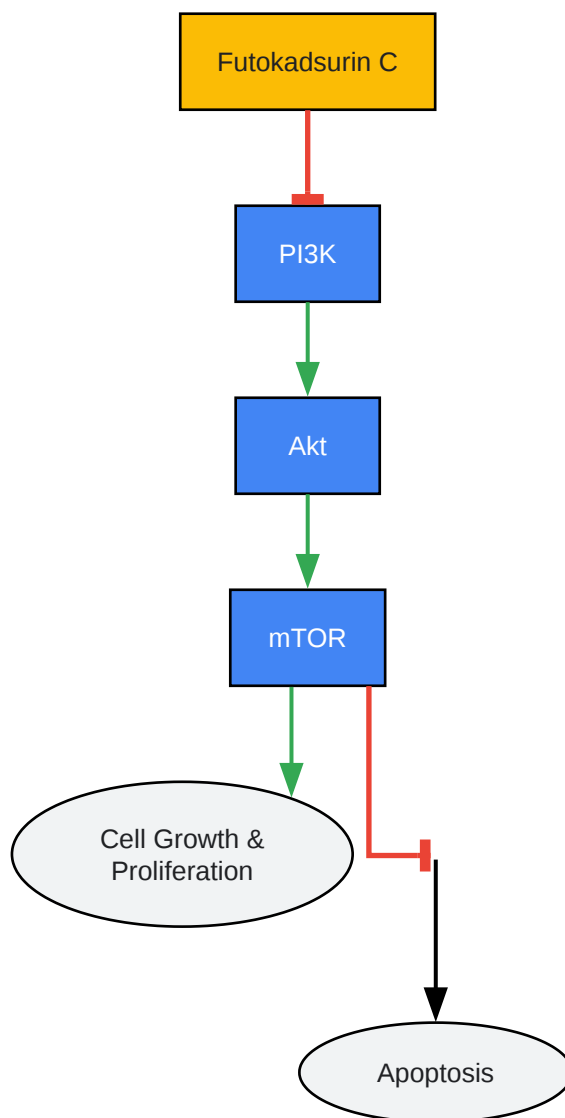 Futokadsurin C
PI3K
Akt
mTOR
Cell Growth &
Proliferation
Apoptosis